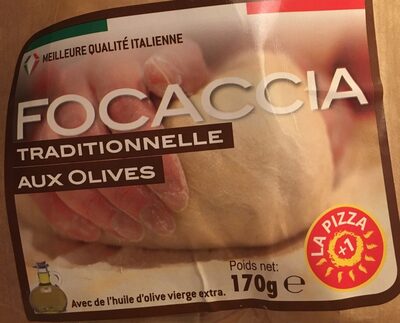 MEILLEURE QUALITÉ ITALIENNE
FOCACCIA
TRADITIONNELLE
AUX OLIVES
LA PIZZA
+1
Poids net:
170g e
Avec de l'huile d'olive vierge extra.